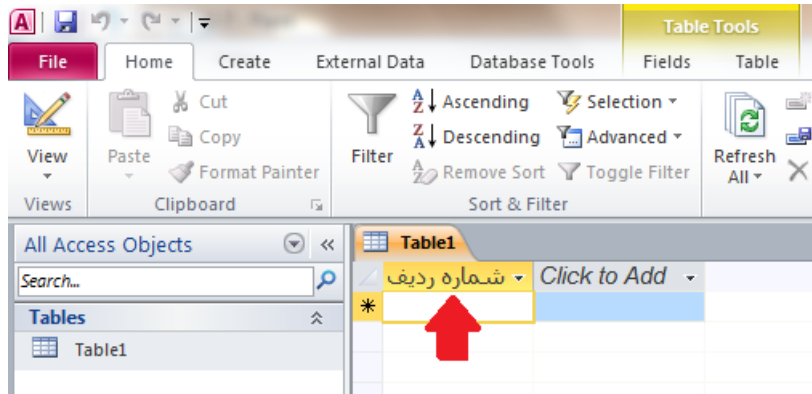 A
Table Tools
File Home Create External Data Database Tools Fields Table
View Paste Cut Copy Format Painter
Filter Ascending Descending Remove Sort Selection Advanced Toggle Filter
Refresh All
Views Clipboard Sort & Filter
All Access Objects
Table1
Search...
شماره ردیف Click to Add
Tables
Table1